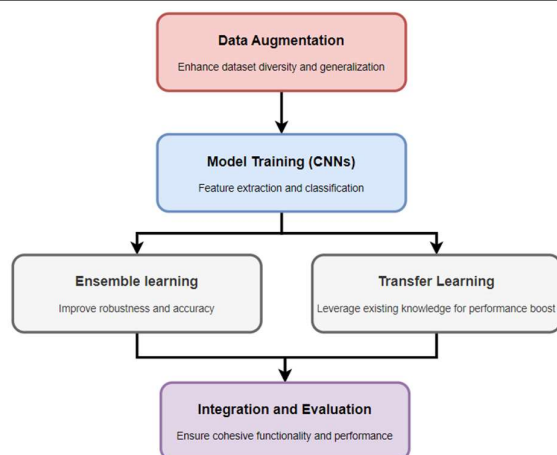 Data Augmentation
Enhance dataset diversity and generalization
Model Training (CNNs)
Feature extraction and classification
Ensemble learning
Improve robustness and accuracy
Transfer Learning
Leverage existing knowledge for performance boost
Integration and Evaluation
Ensure cohesive functionality and performance